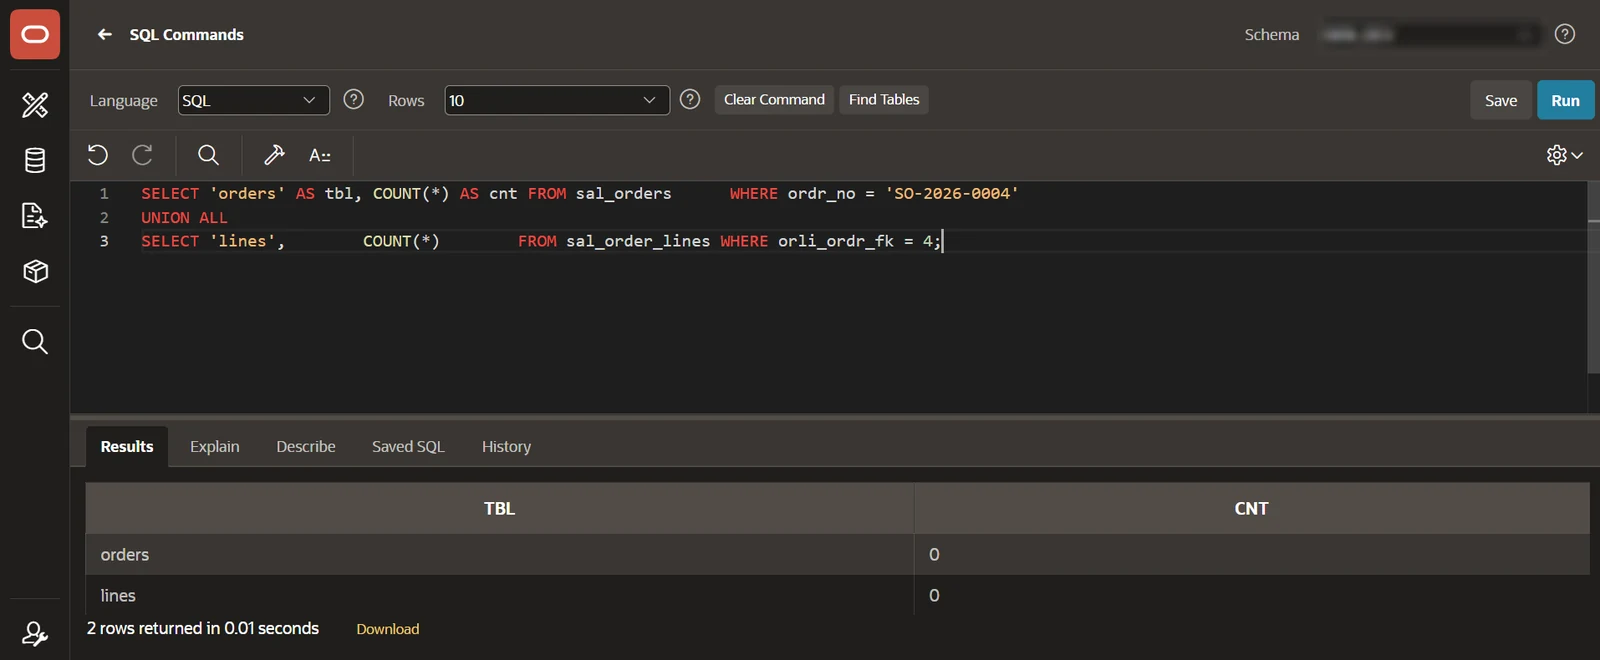 SQL Commands
Schema
Language SQL Rows 10 Clear Command Find Tables Save Run
1 SELECT 'orders' AS tbl, COUNT(*) AS cnt FROM sal_orders      WHERE ordr_no = 'SO-2026-0004'
2 UNION ALL
3 SELECT 'lines',        COUNT(*)        FROM sal_order_lines WHERE orli_ordr_fk = 4;
Results Explain Describe Saved SQL History
TBL CNT
orders 0
lines 0
2 rows returned in 0.01 seconds Download